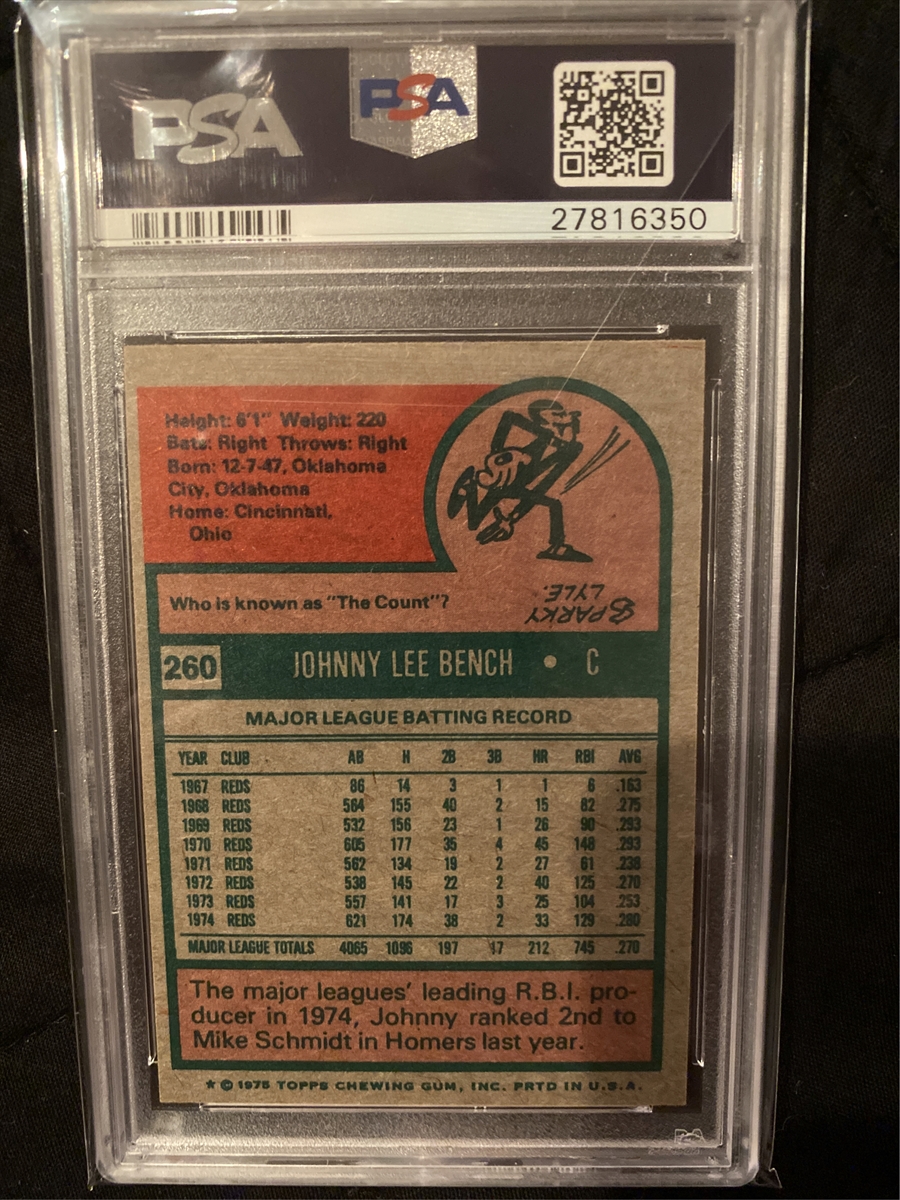 PSA
PSA
27816350
Height: 6'1" Weight: 220
Bats: Right Throws: Right
Born: 12-7-47, Oklahoma
City, Oklahoma
Home: Cincinnati,
Ohio
Who is known as "The Count"?
SPARKY
LYLE.
260 JOHNNY LEE BENCH • C
MAJOR LEAGUE BATTING RECORD
YEAR CLUB AB H 2B 3B HR RBI AVG
1967 REDS 86 14 3 1 1 6 .163
1968 REDS 564 155 40 2 15 82 .275
1969 REDS 532 156 23 1 26 90 .293
1970 REDS 605 177 35 4 45 148 .293
1971 REDS 562 134 19 2 27 61 .238
1972 REDS 538 145 22 2 40 125 .270
1973 REDS 557 141 17 3 25 104 .253
1974 REDS 621 174 38 2 33 129 .280
MAJOR LEAGUE TOTALS 4065 1096 197 17 212 745 .270
The major leagues' leading R.B.I. pro-
ducer in 1974, Johnny ranked 2nd to
Mike Schmidt in Homers last year.
★ © 1975 TOPPS CHEWING GUM, INC. PRTD IN U.S.A.
PSA